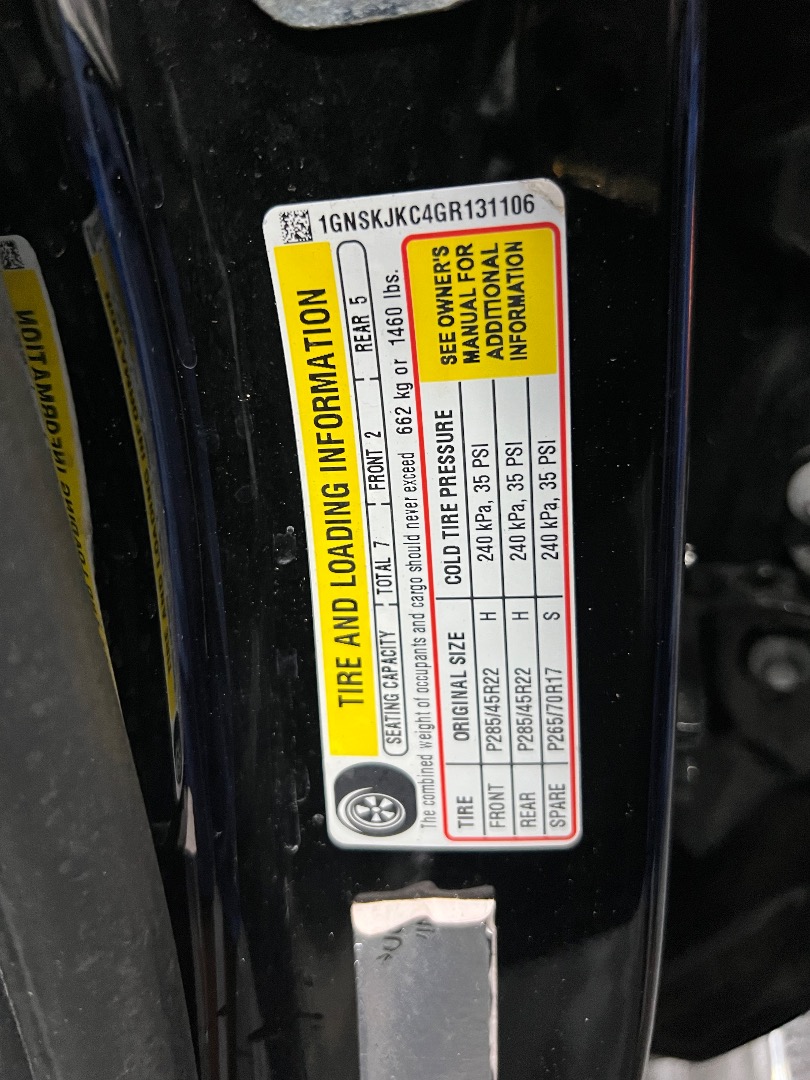 1GNSKJKC4GR131106
TIRE AND LOADING INFORMATION
SEATING CAPACITY TOTAL 7 FRONT 2 REAR 5
The combined weight of occupants and cargo should never exceed 662 kg or 1460 lbs.
TIRE ORIGINAL SIZE COLD TIRE PRESSURE
FRONT P285/45R22 H 240 kPa, 35 PSI
REAR P285/45R22 H 240 kPa, 35 PSI
SPARE P265/70R17 S 240 kPa, 35 PSI
SEE OWNER'S
MANUAL FOR
ADDITIONAL
INFORMATION